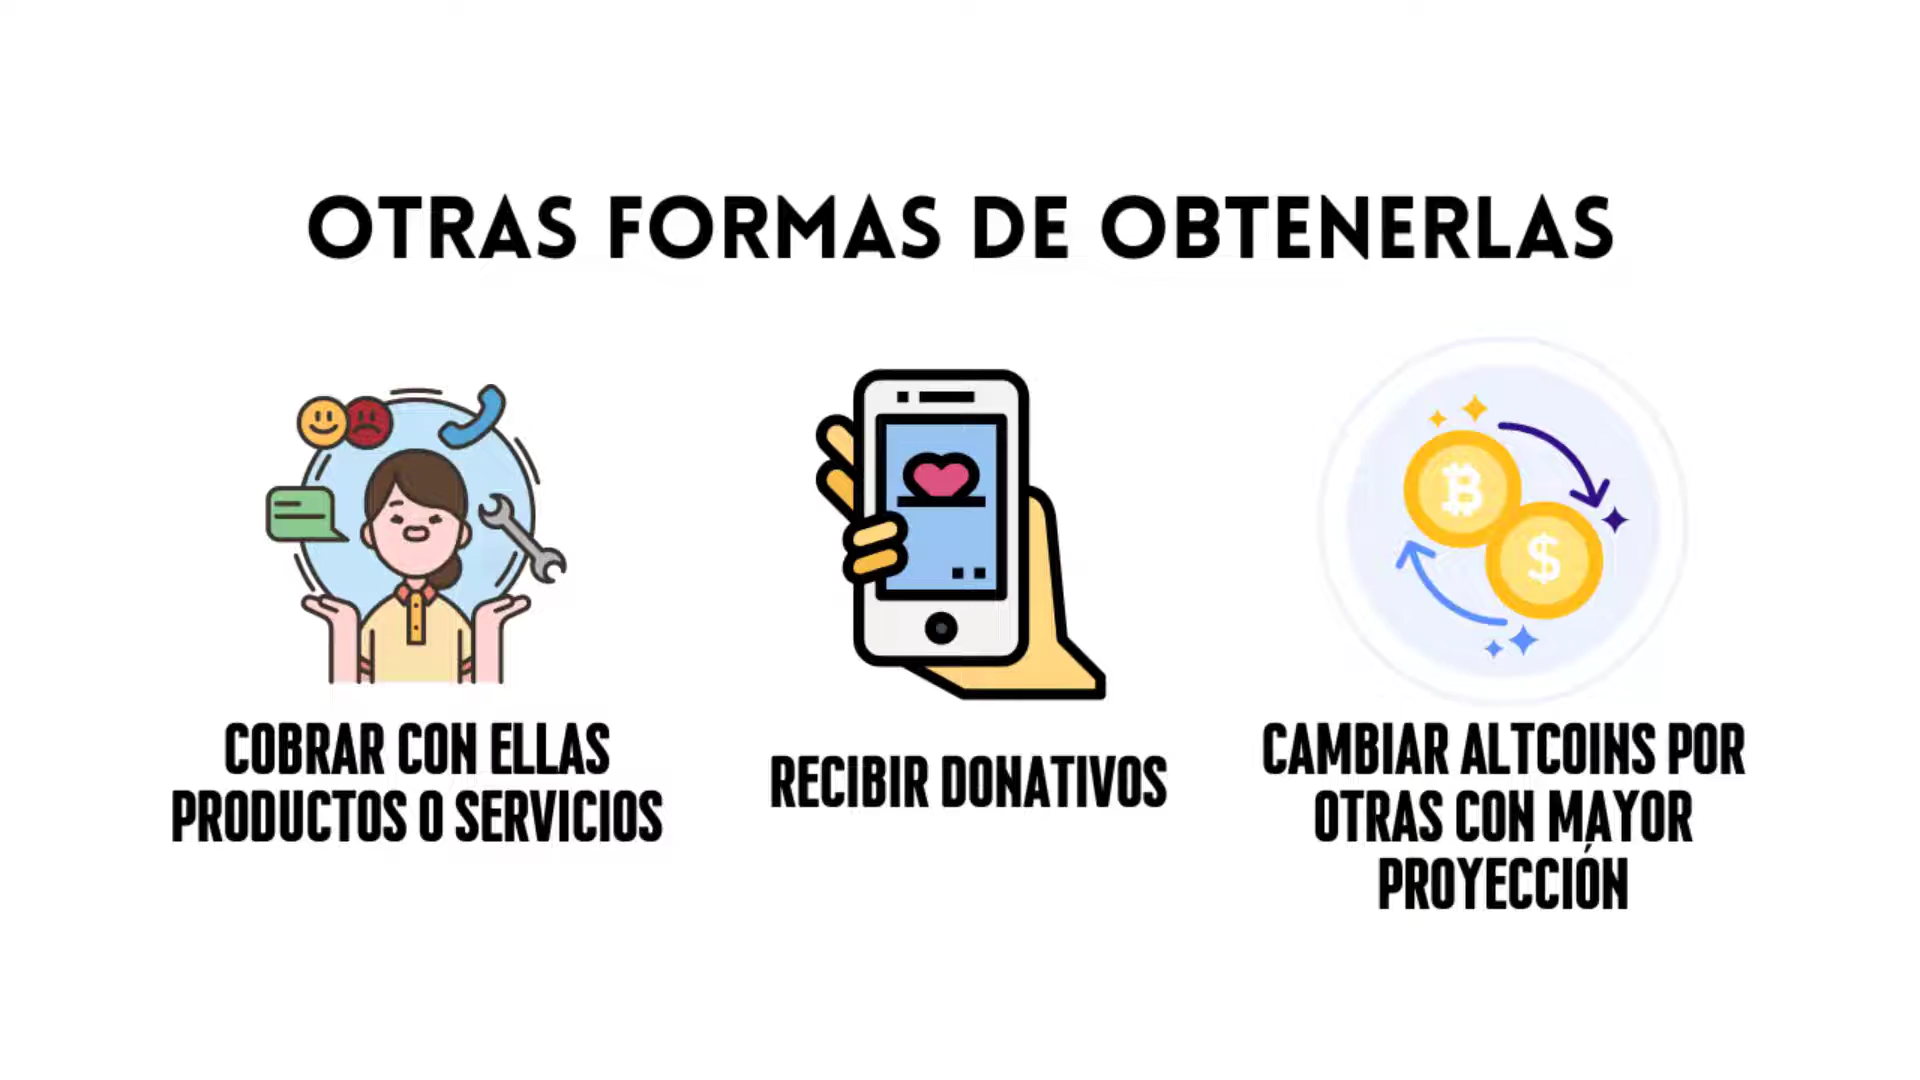 OTRAS FORMAS DE OBTENERLAS
COBRAR CON ELLAS
PRODUCTOS O SERVICIOS
RECIBIR DONATIVOS
CAMBIAR ALTCOINS POR
OTRAS CON MAYOR
PROYECCIÓN